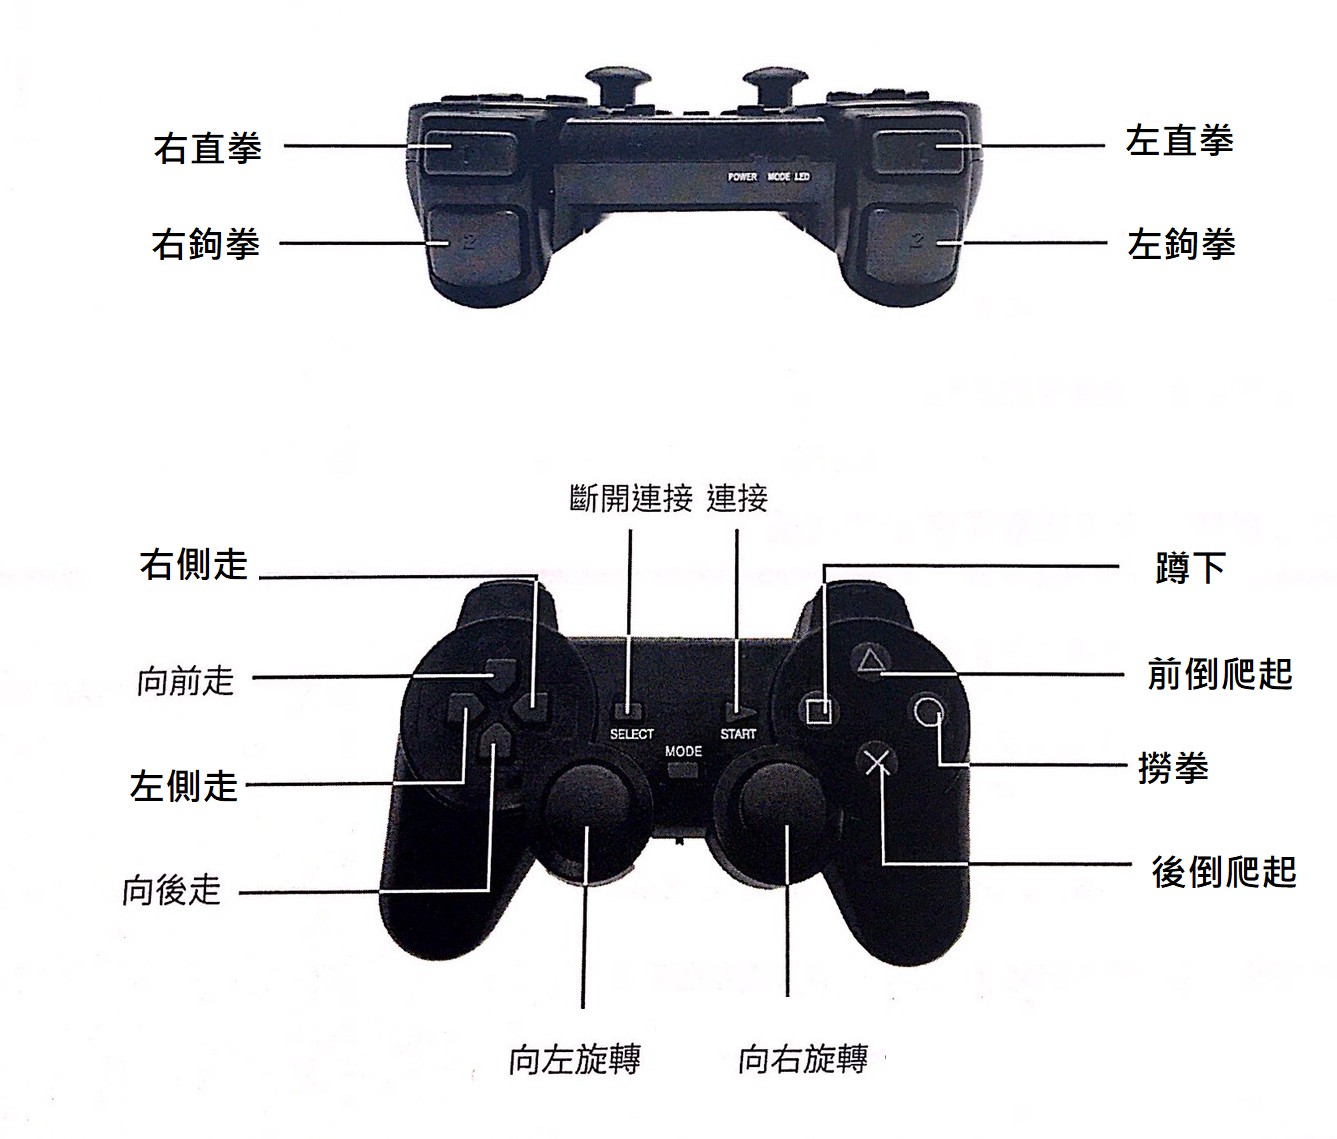 右直拳
左直拳
POWER MODE LED
右鉤拳
2
2
左鉤拳
斷開連接 連接
右側走
蹲下
向前走
前倒爬起
SELECT
START
MODE
左側走
撈拳
向後走
後倒爬起
向左旋轉
向右旋轉